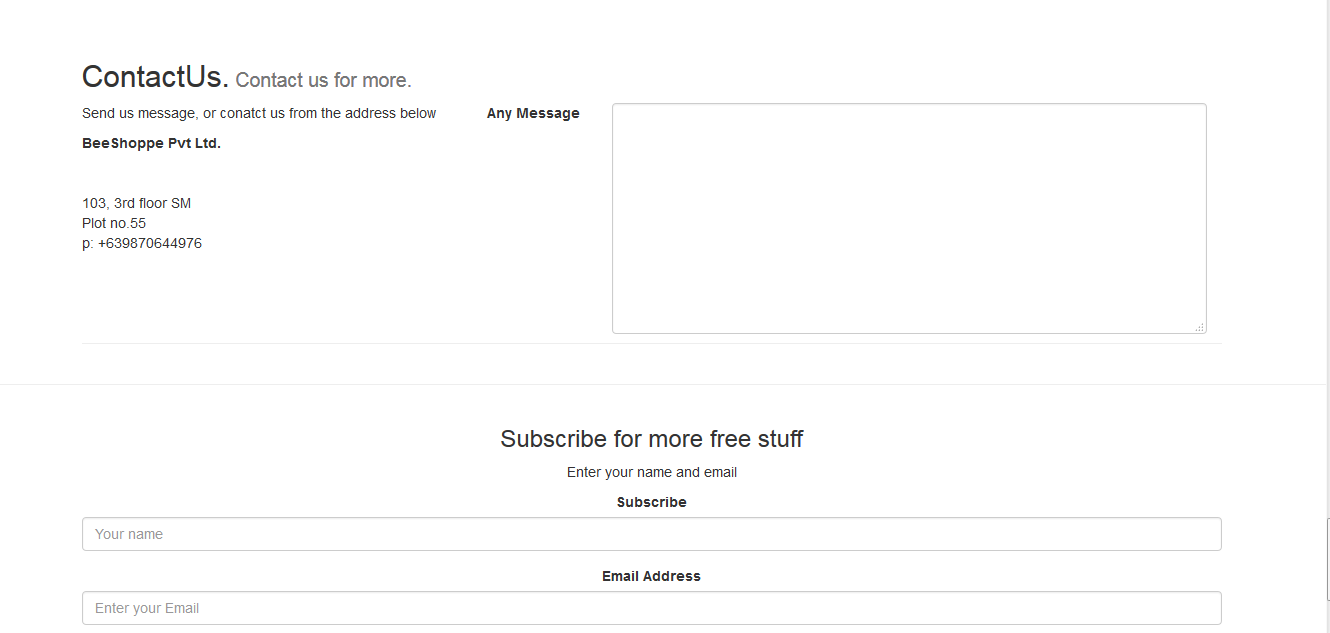 ContactUs. Contact us for more.
Send us message, or conatct us from the address below
Any Message
BeeShoppe Pvt Ltd.
103, 3rd floor SM
Plot no.55
p: +639870644976
Subscribe for more free stuff
Enter your name and email
Subscribe
Your name
Email Address
Enter your Email